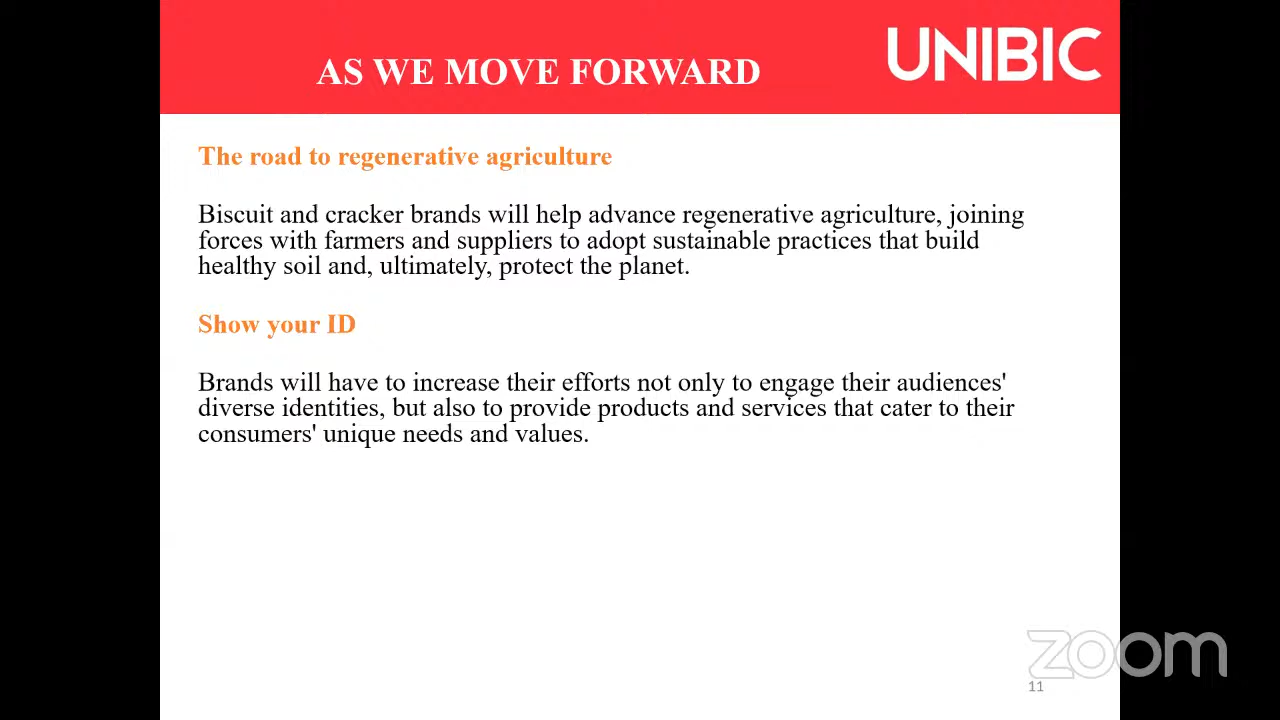 UNIBIC
AS WE MOVE FORWARD
The road to regenerative agriculture
Biscuit and cracker brands will help advance regenerative agriculture, joining
forces with farmers and suppliers to adopt sustainable practices that build
healthy soil and, ultimately, protect the planet.
Show your ID
Brands will have to increase their efforts not only to engage their audiences'
diverse identities, but also to provide products and services that cater to their
consumers' unique needs and values.
zoom
11